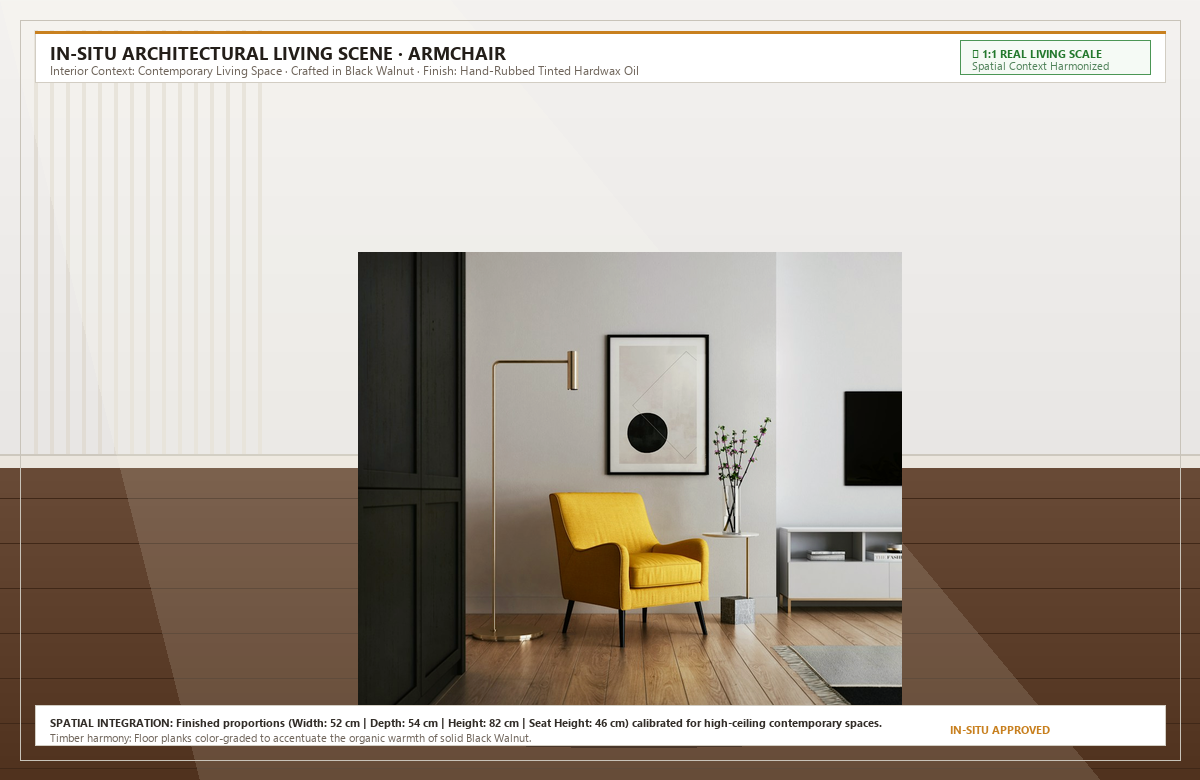 IN-SITU ARCHITECTURAL LIVING SCENE · ARMCHAIR
Interior Context: Contemporary Living Space · Crafted in Black Walnut · Finish: Hand-Rubbed Tinted Hardwax Oil
1:1 REAL LIVING SCALE
Spatial Context Harmonized
SPATIAL INTEGRATION: Finished proportions (Width: 52 cm | Depth: 54 cm | Height: 82 cm | Seat Height: 46 cm) calibrated for high-ceiling contemporary spaces.
Timber harmony: Floor planks color-graded to accentuate the organic warmth of solid Black Walnut.
IN-SITU APPROVED